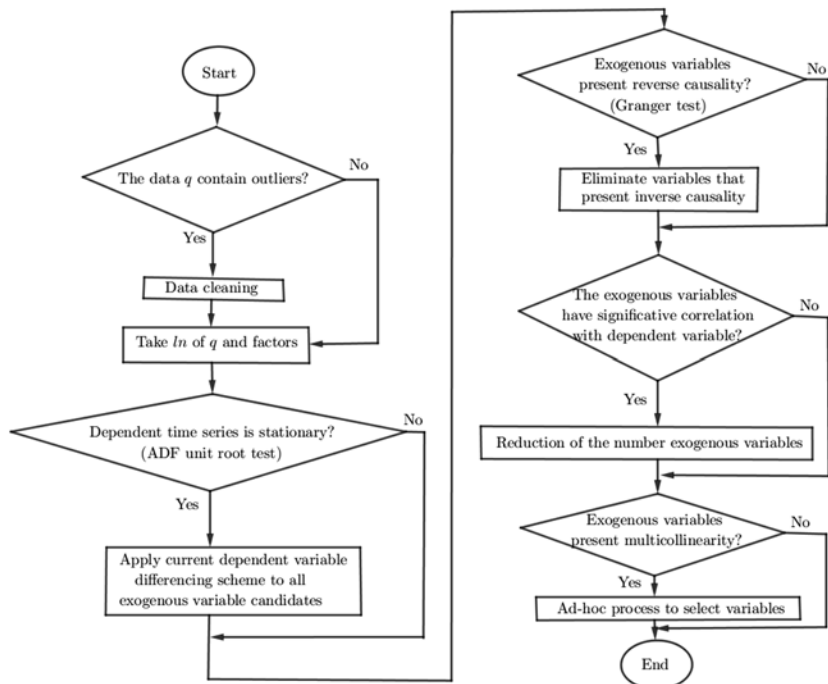 Start
The data q contain outliers?
No
Yes
Data cleaning
Take ln of q and factors
Dependent time series is stationary?
(ADF unit root test)
No
Yes
Apply current dependent variable
differencing scheme to all
exogenous variable candidates
Exogenous variables
present reverse causality?
(Granger test)
No
Yes
Eliminate variables that
present inverse causality
The exogenous variables
have significative correlation
with dependent variable?
No
Yes
Reduction of the number exogenous variables
Exogenous variables
present multicollinearity?
No
Yes
Ad-hoc process to select variables
End